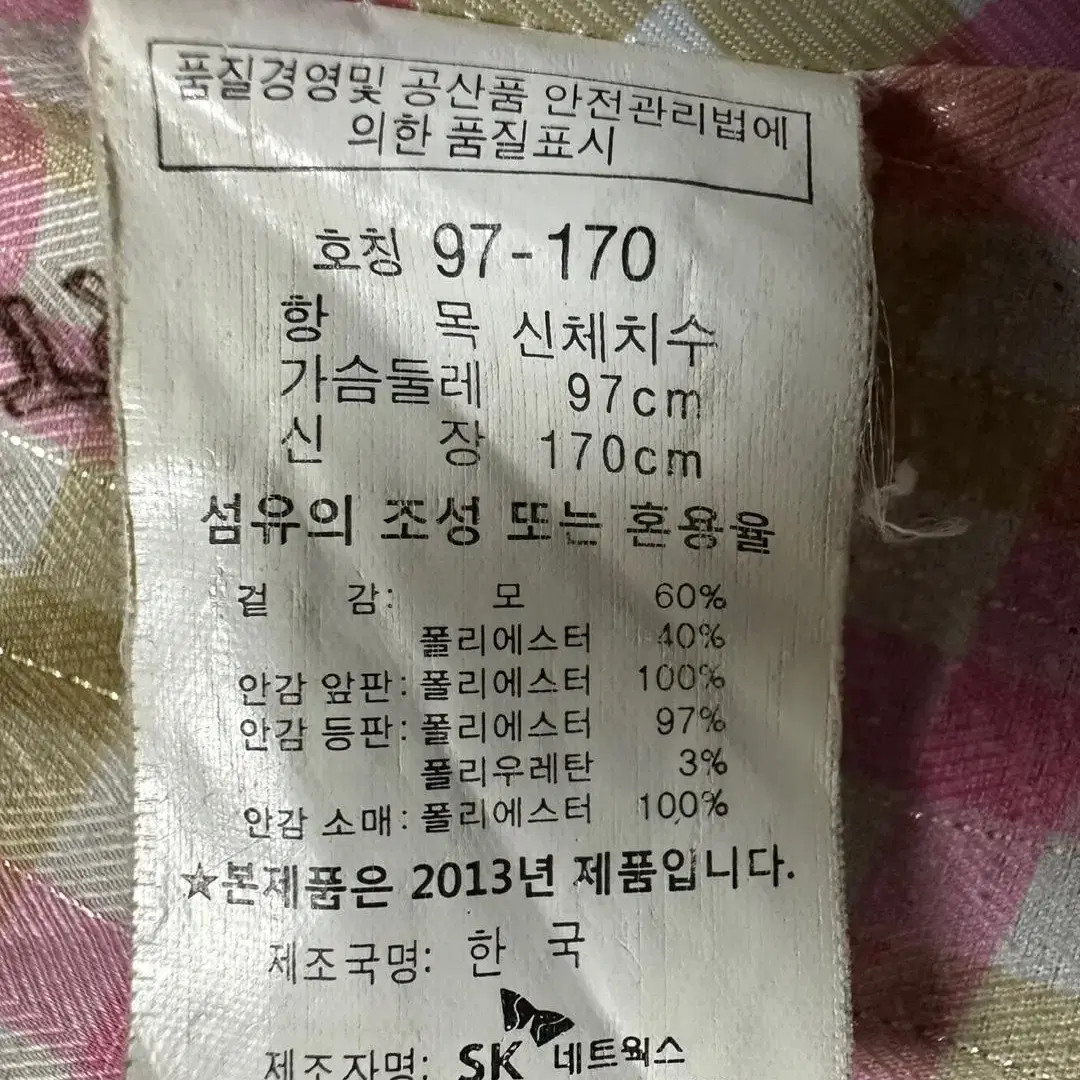 품질경영및 공산품 안전관리법에
의한 품질표시
호칭 97-170
항 목 신체치수
가슴둘레 97cm
신 장 170cm
섬유의 조성 또는 혼용율
겉 감: 모 60%
폴리에스터 40%
안감 앞판: 폴리에스터 100%
안감 등판: 폴리에스터 97%
폴리우레탄 3%
안감 소매: 폴리에스터 100%
☆본제품은 2013년 제품입니다.
제조국명: 한 국
제조자명: SK 네트웍스